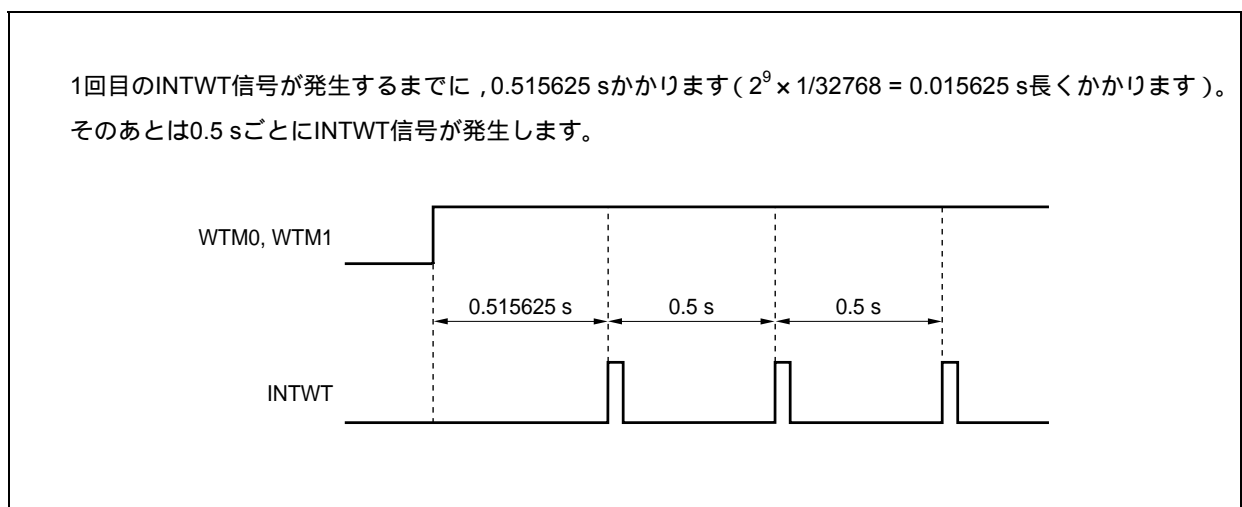 1回目のINTWT信号が発生するまでに，0.515625 sかかります（2⁹×1/32768 = 0.015625 s長くかかります）。
そのあとは0.5 sごとにINTWT信号が発生します。
WTM0, WTM1
0.515625 s
0.5 s
0.5 s
INTWT